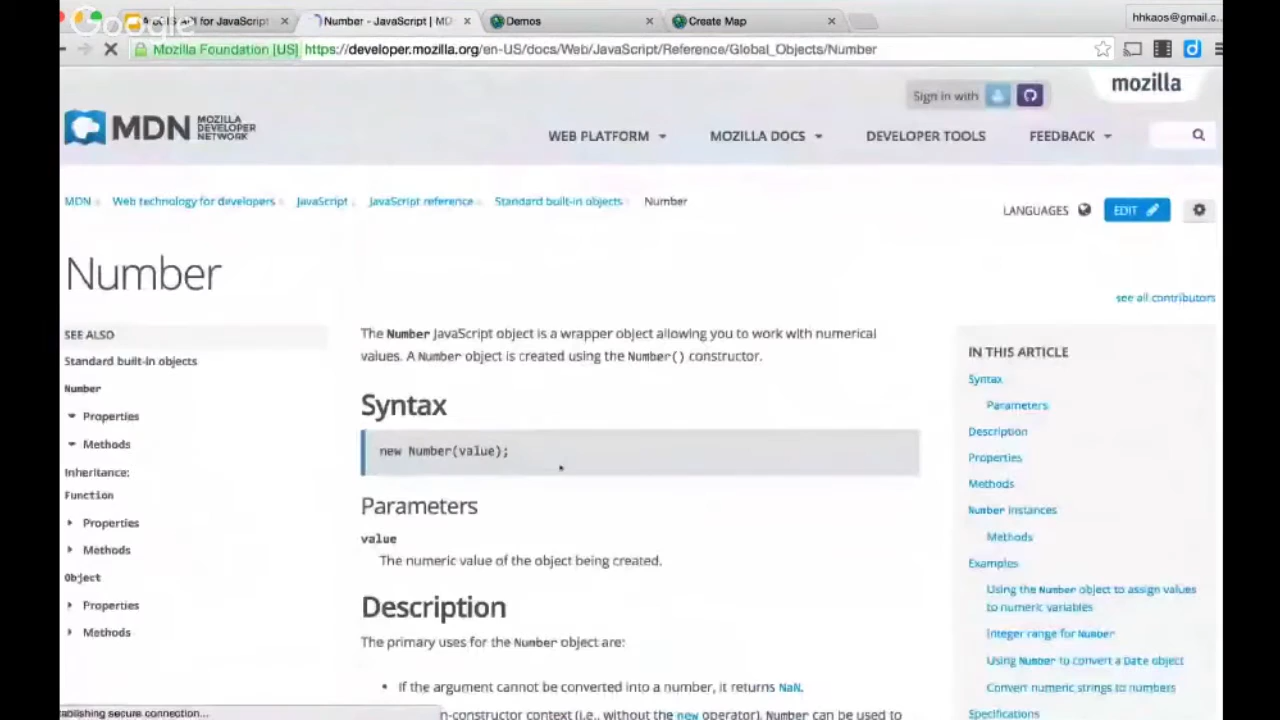 Google
API for JavaScript
Number - JavaScript | MD
Demos
Create Map
hhkaos@gmail.c...
Mozilla Foundation [US] https://developer.mozilla.org/en-US/docs/Web/JavaScript/Reference/Global_Objects/Number
mozilla
Sign in with
MDN MOZILLA DEVELOPER NETWORK
WEB PLATFORM
MOZILLA DOCS
DEVELOPER TOOLS
FEEDBACK
MDN
Web technology for developers
JavaScript
JavaScript reference
Standard built-in objects
Number
LANGUAGES
EDIT
Number
see all contributors
SEE ALSO
Standard built-in objects
Number
Properties
Methods
Inheritance:
Function
Properties
Methods
Object
Properties
Methods
The Number JavaScript object is a wrapper object allowing you to work with numerical
values. A Number object is created using the Number() constructor.
Syntax
new Number(value);
Parameters
value
The numeric value of the object being created.
Description
The primary uses for the Number object are:
• If the argument cannot be converted into a number, it returns NaN.
n-constructor context (i.e., without the new operator), Number can be used to
IN THIS ARTICLE
Syntax
Parameters
Description
Properties
Methods
Number instances
Methods
Examples
Using the Number object to assign values
to numeric variables
Integer range for Number
Using Number to convert a Date object
Convert numeric strings to numbers
Specifications
ablishing secure connection...